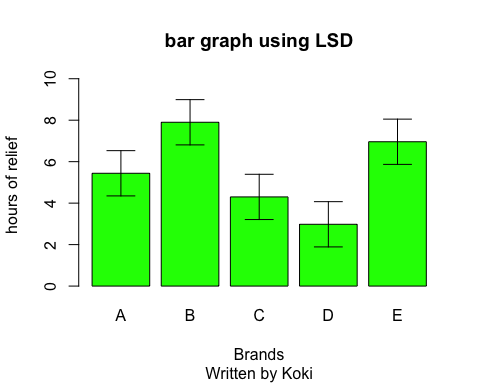 bar graph using LSD
hours of relief
10
8
6
4
2
0
A B C D E
Brands
Written by Koki